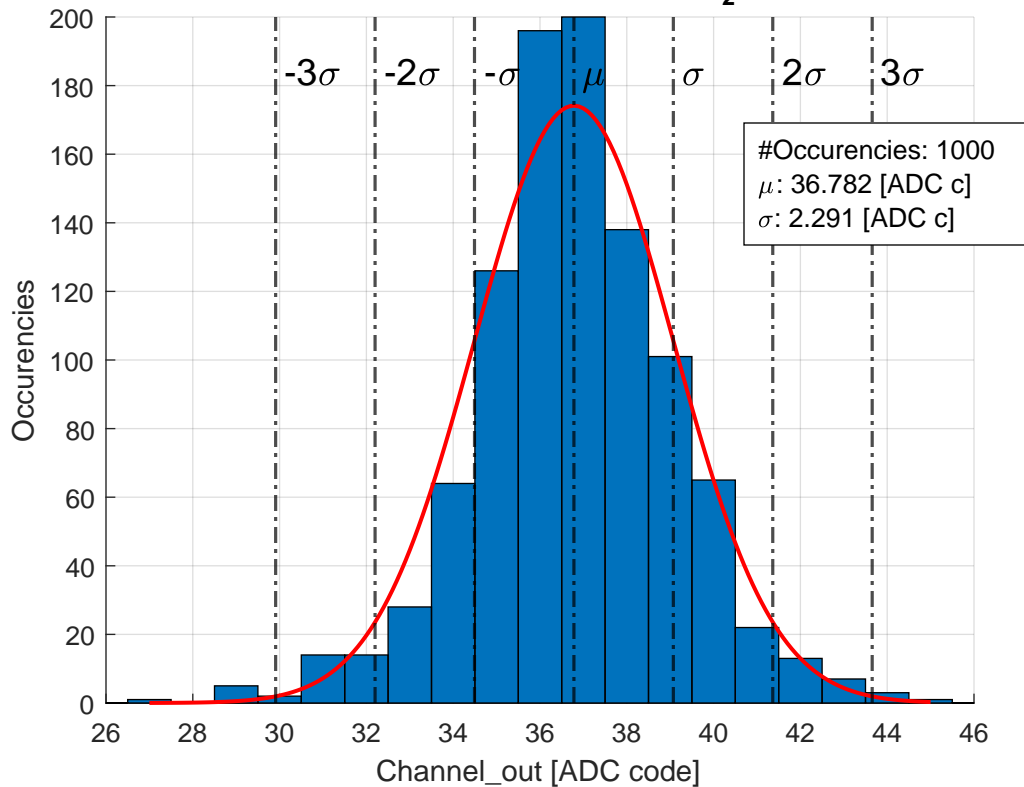 2
200
180
160
140
120
100
80
60
40
20
0
-3σ
-2σ
-σ
μ
σ
2σ
3σ
#Occurencies: 1000
μ: 36.782 [ADC c]
σ: 2.291 [ADC c]
Occurencies
26 28 30 32 34 36 38 40 42 44 46
Channel_out [ADC code]